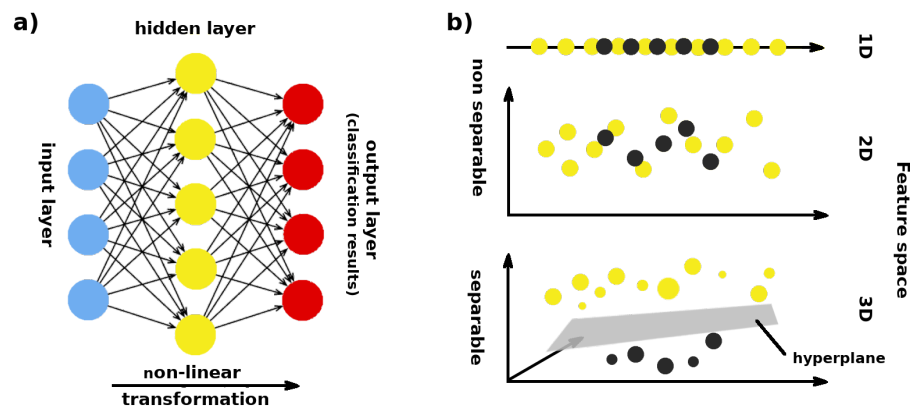 a)
hidden layer
input layer
output layer
(classification results)
non-linear
transformation
b)
1D
non separable
2D
Feature space
separable
3D
hyperplane